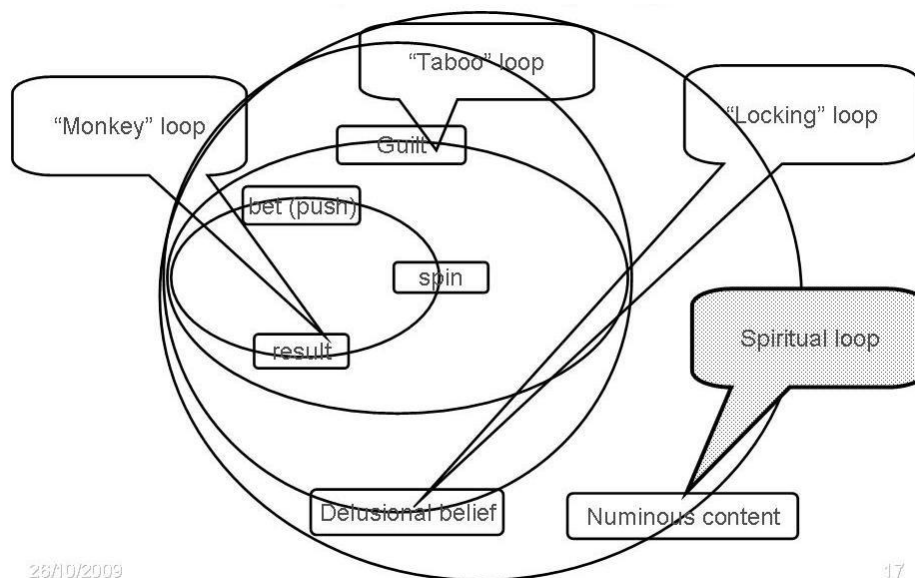 “Taboo” loop
“Monkey” loop
“Locking” loop
Guilt
bet (push)
spin
result
Spiritual loop
Delusional belief
Numinous content
26/10/2009
17